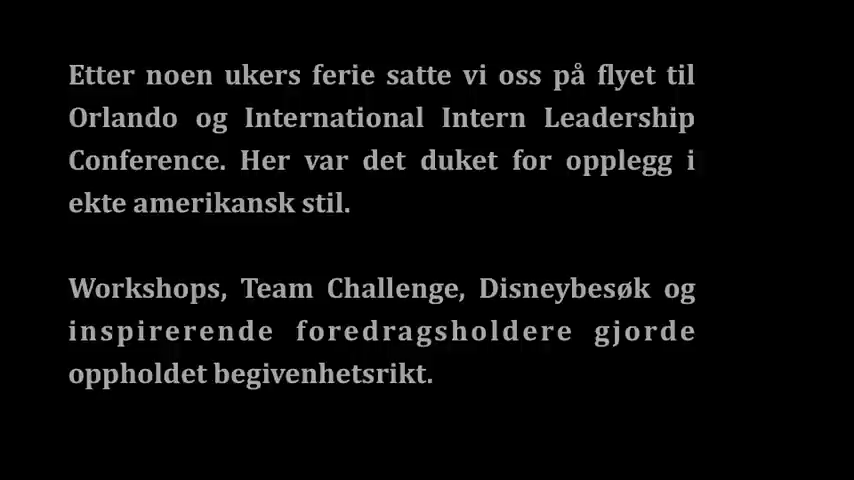 Etter noen ukers ferie satte vi oss på flyet til
Orlando og International Intern Leadership
Conference. Her var det duket for opplegg i
ekte amerikansk stil.
Workshops, Team Challenge, Disneybesøk og
inspirerende foredragsholdere gjorde
oppholdet begivenhetsrikt.